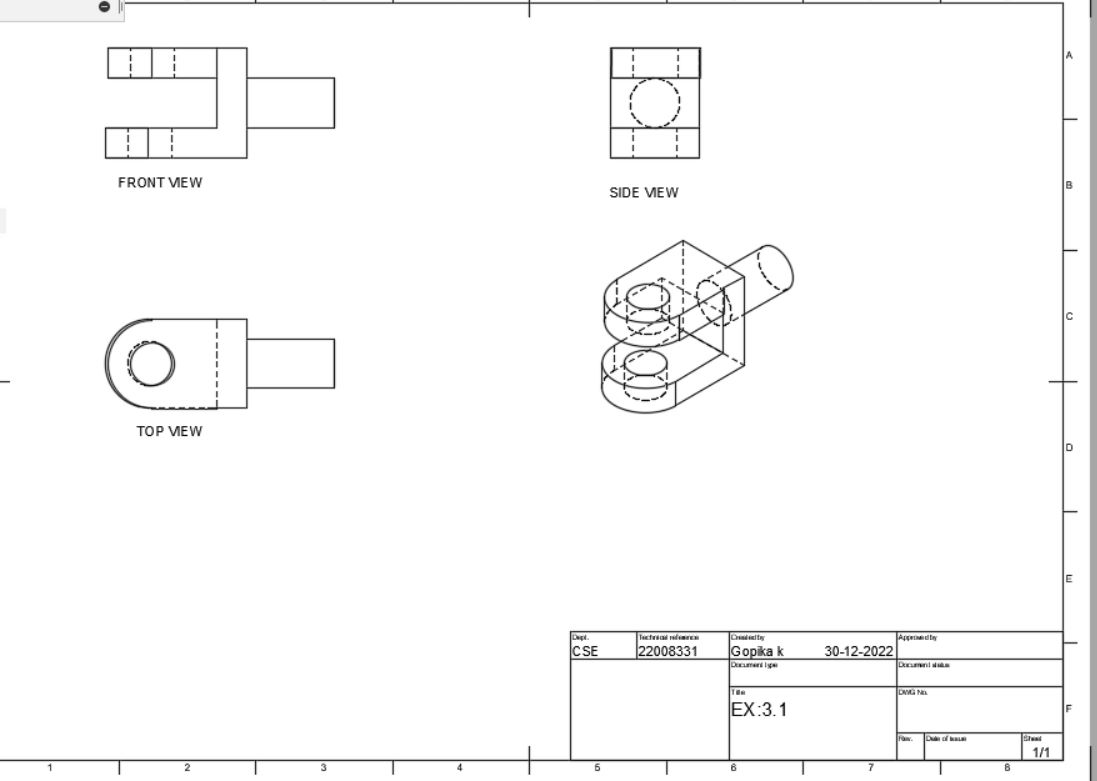 A
FRONT VIEW
B
SIDE VIEW
C
TOP VIEW
D
E
Dept.
Technical reference
Created by
Approved by
CSE
22008331
Gopika k
30-12-2022
Document type
Document status
Title
DWG No.
EX:3.1
F
Rev.
Date of issue
Sheet
1/1
1
2
3
4
5
6
7
8